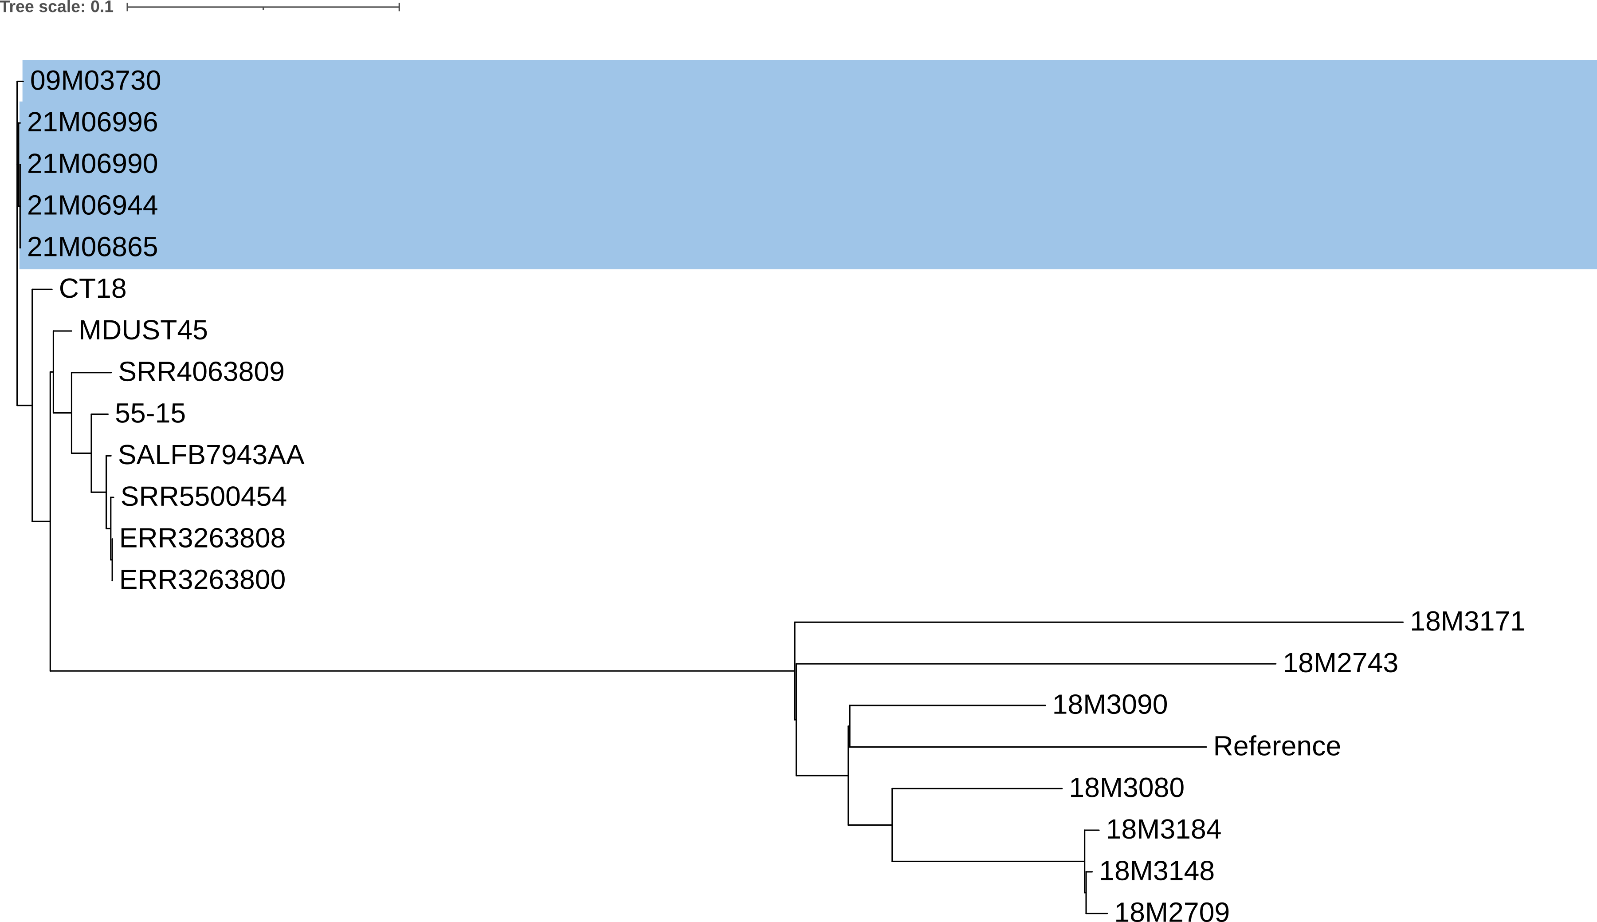 Tree scale: 0.1
09M03730
21M06996
21M06990
21M06944
21M06865
CT18
MDUST45
SRR4063809
55-15
SALFB7943AA
SRR5500454
ERR3263808
ERR3263800
18M3171
18M2743
18M3090
Reference
18M3080
18M3184
18M3148
18M2709